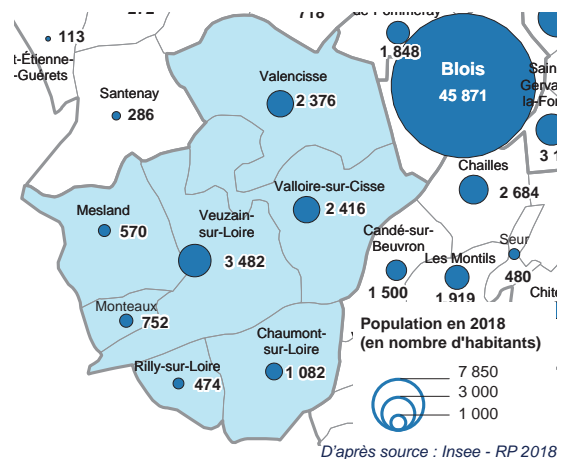 718
de Pommeray
1 848
113
t-Étienne-
-Guérets
Santenay
286
Valencisse
2 376
Blois
45 871
Sain
Gerva
la-Fo
3 1
Chailles
2 684
Mesland
570
Veuzain-
sur-Loire
3 482
Valloire-sur-Cisse
2 416
Candé-sur-
Beuvron
1 500
Les Montils
1 919
Seur
480
Chite
Monteaux
752
Rilly-sur-Loire
474
Chaumont-
sur-Loire
1 082
Population en 2018
(en nombre d'habitants)
7 850
3 000
1 000
D'après source : Insee - RP 2018